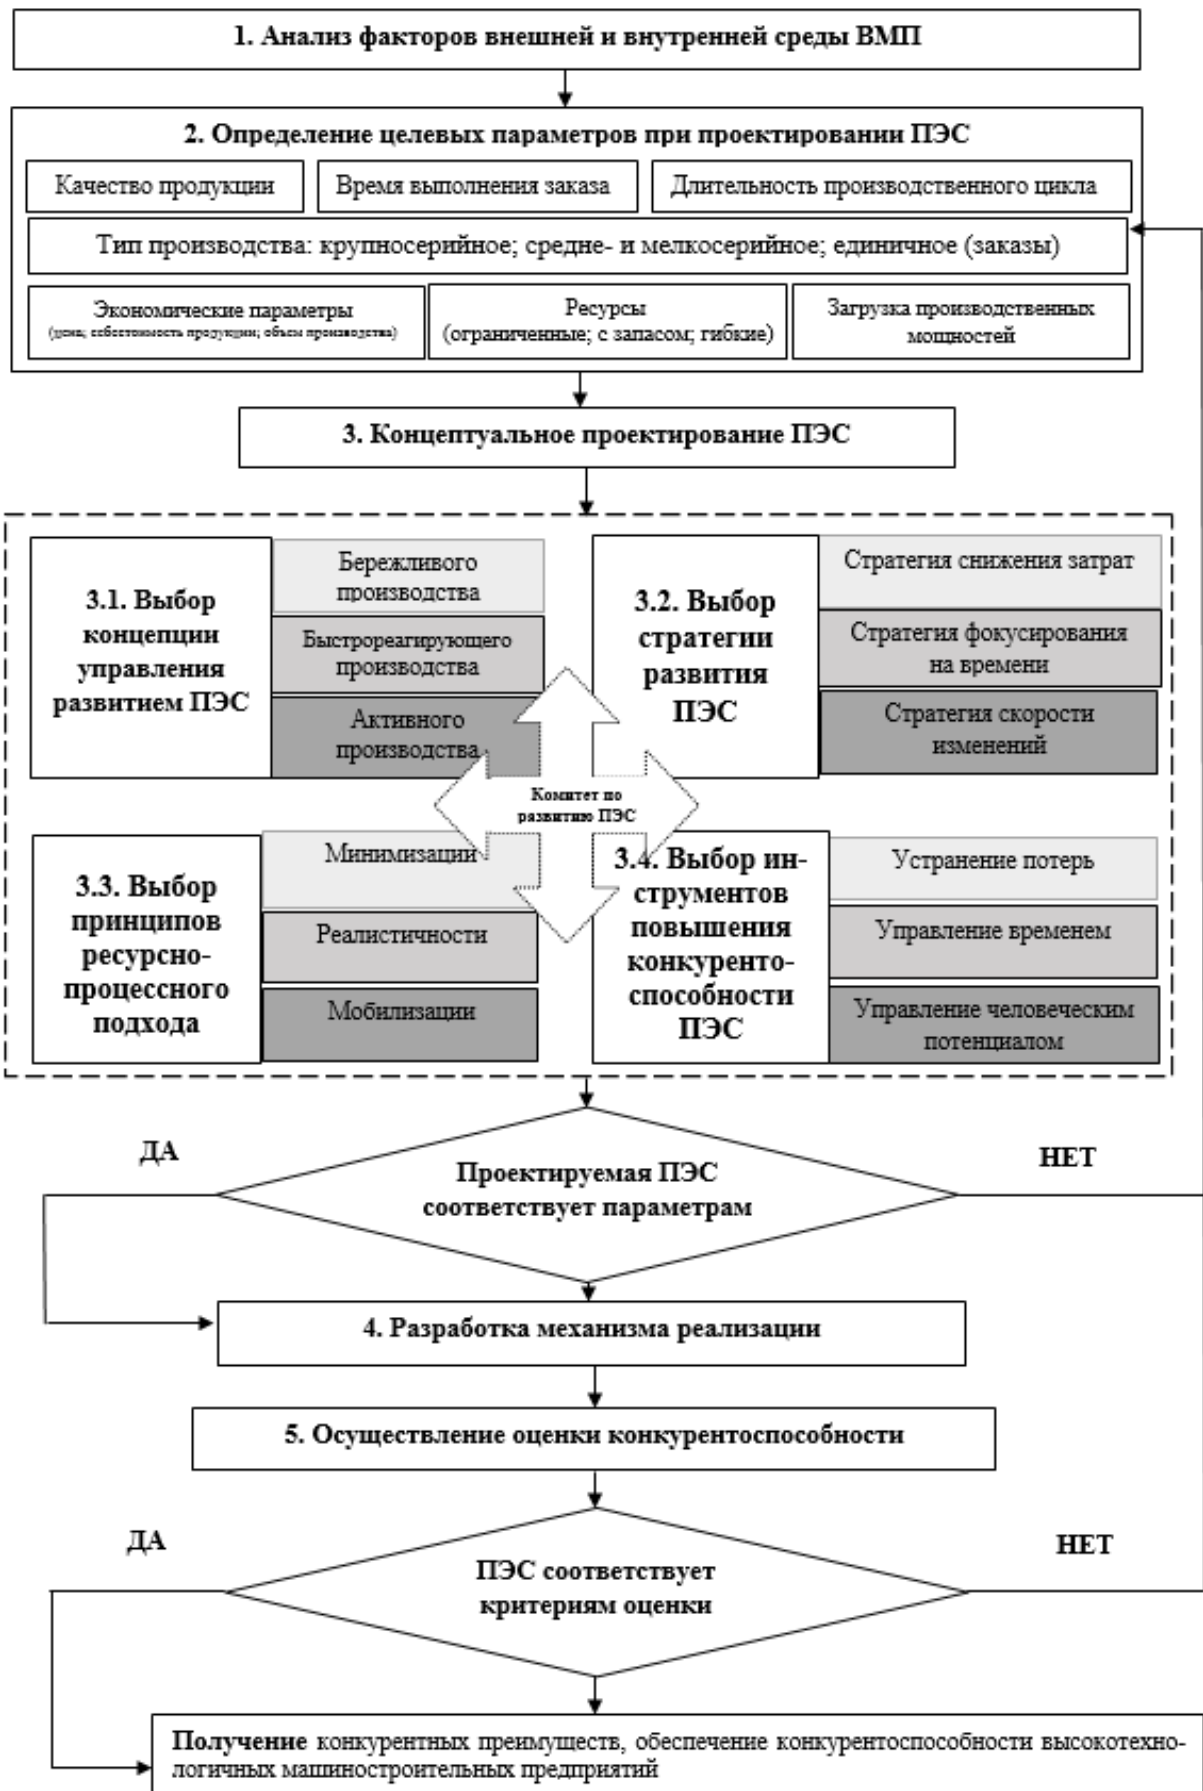 1. Анализ факторов внешней и внутренней среды ВМП
2. Определение целевых параметров при проектировании ПЭС
Качество продукции
Время выполнения заказа
Длительность производственного цикла
Тип производства: крупносерийное; средне- и мелкосерийное; единичное (заказы)
Экономические параметры
(цена; себестоимость продукции; объем производства)
Ресурсы
(ограниченные; с запасом; гибкие)
Загрузка производственных
мощностей
3. Концептуальное проектирование ПЭС
3.1. Выбор
концепции
управления
развитием ПЭС
Бережливого
производства
Быстрореагирующего
производства
Активного
производства
3.2. Выбор
стратегии
развития
ПЭС
Стратегия снижения затрат
Стратегия фокусирования
на времени
Стратегия скорости
изменений
Комитет по
развитию ПЭС
3.3. Выбор
принципов
ресурсно-
процессного
подхода
Минимизации
Реалистичности
Мобилизации
3.4. Выбор ин-
струментов
повышения
конкуренто-
способности
ПЭС
Устранение потерь
Управление временем
Управление человеческим
потенциалом
ДА
НЕТ
Проектируемая ПЭС
соответствует параметрам
4. Разработка механизма реализации
5. Осуществление оценки конкурентоспособности
ДА
НЕТ
ПЭС соответствует
критериям оценки
Получение конкурентных преимуществ, обеспечение конкурентоспособности высокотехно-
логичных машиностроительных предприятий